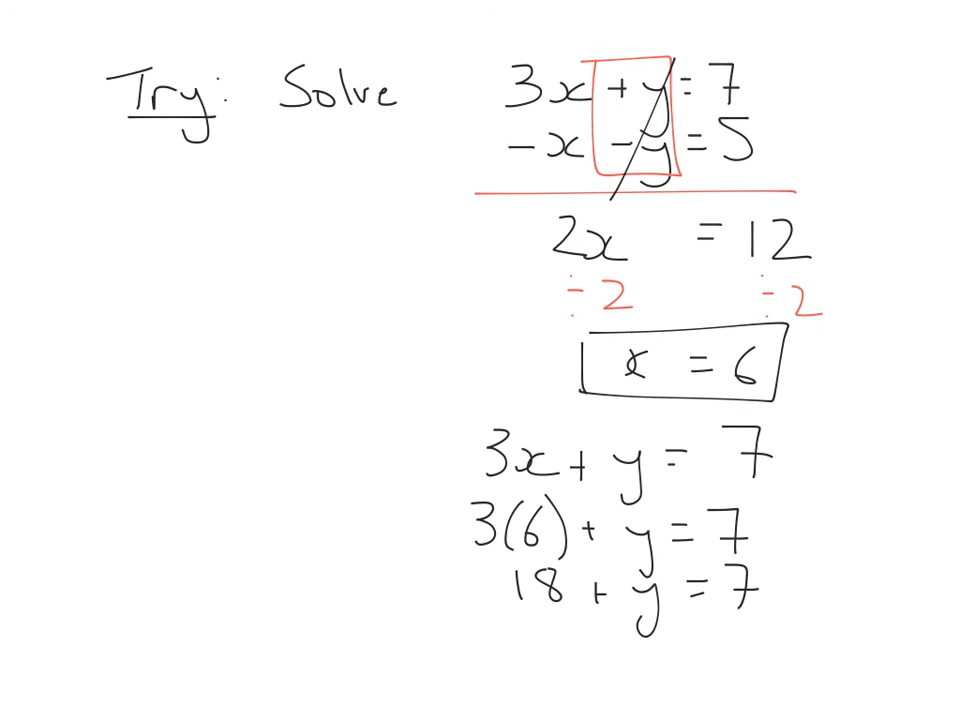 Try: Solve 3x + y = 7
- x - y = 5
2x = 12
÷ 2 ÷ 2
x = 6
3x + y = 7
3(6) + y = 7
18 + y = 7